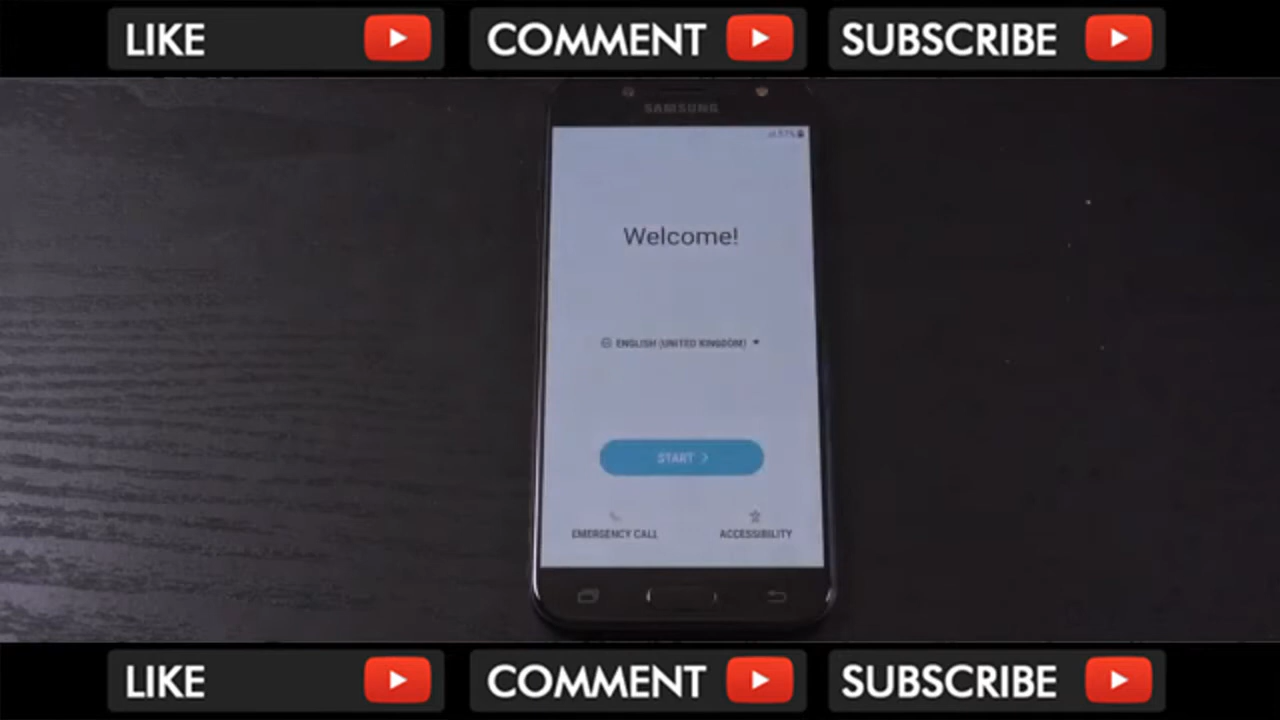 LIKE COMMENT SUBSCRIBE
SAMSUNG
Welcome!
ENGLISH (UNITED KINGDOM)
START >
EMERGENCY CALL ACCESSIBILITY
LIKE COMMENT SUBSCRIBE